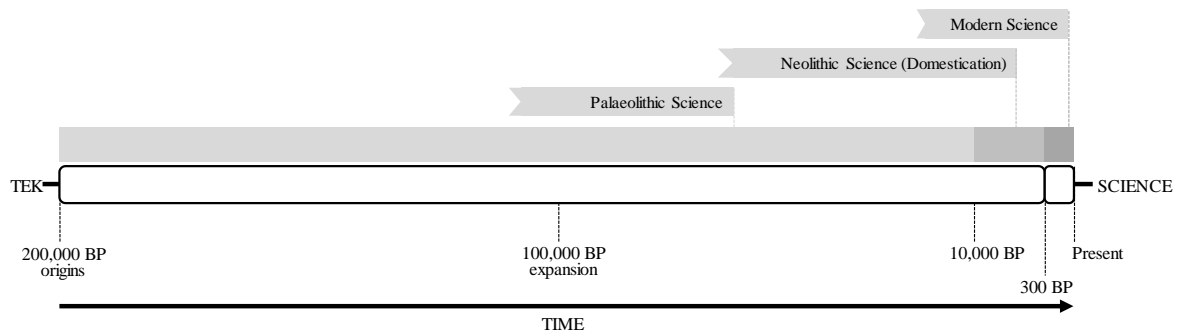 Modern Science
Neolithic Science (Domestication)
Palaeolithic Science
TEK
SCIENCE
200,000 BP
origins
100,000 BP
expansion
10,000 BP
Present
300 BP
TIME